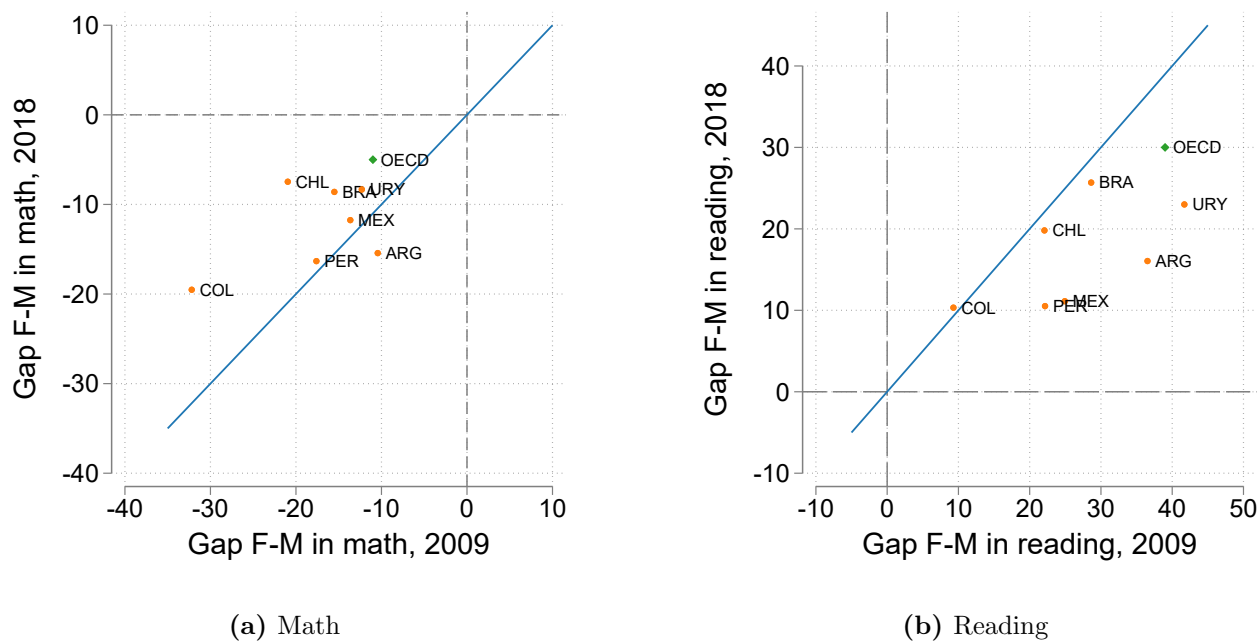 Gap F-M in math, 2018
10
0
-10
-20
-30
-40
OECD
CHL
BRA
URY
MEX
ARG
PER
COL
-40 -30 -20 -10 0 10
Gap F-M in math, 2009
(a) Math
Gap F-M in reading, 2018
40
30
20
10
0
-10
OECD
BRA
URY
CHL
ARG
MEX
PER
COL
-10 0 10 20 30 40 50
Gap F-M in reading, 2009
(b) Reading